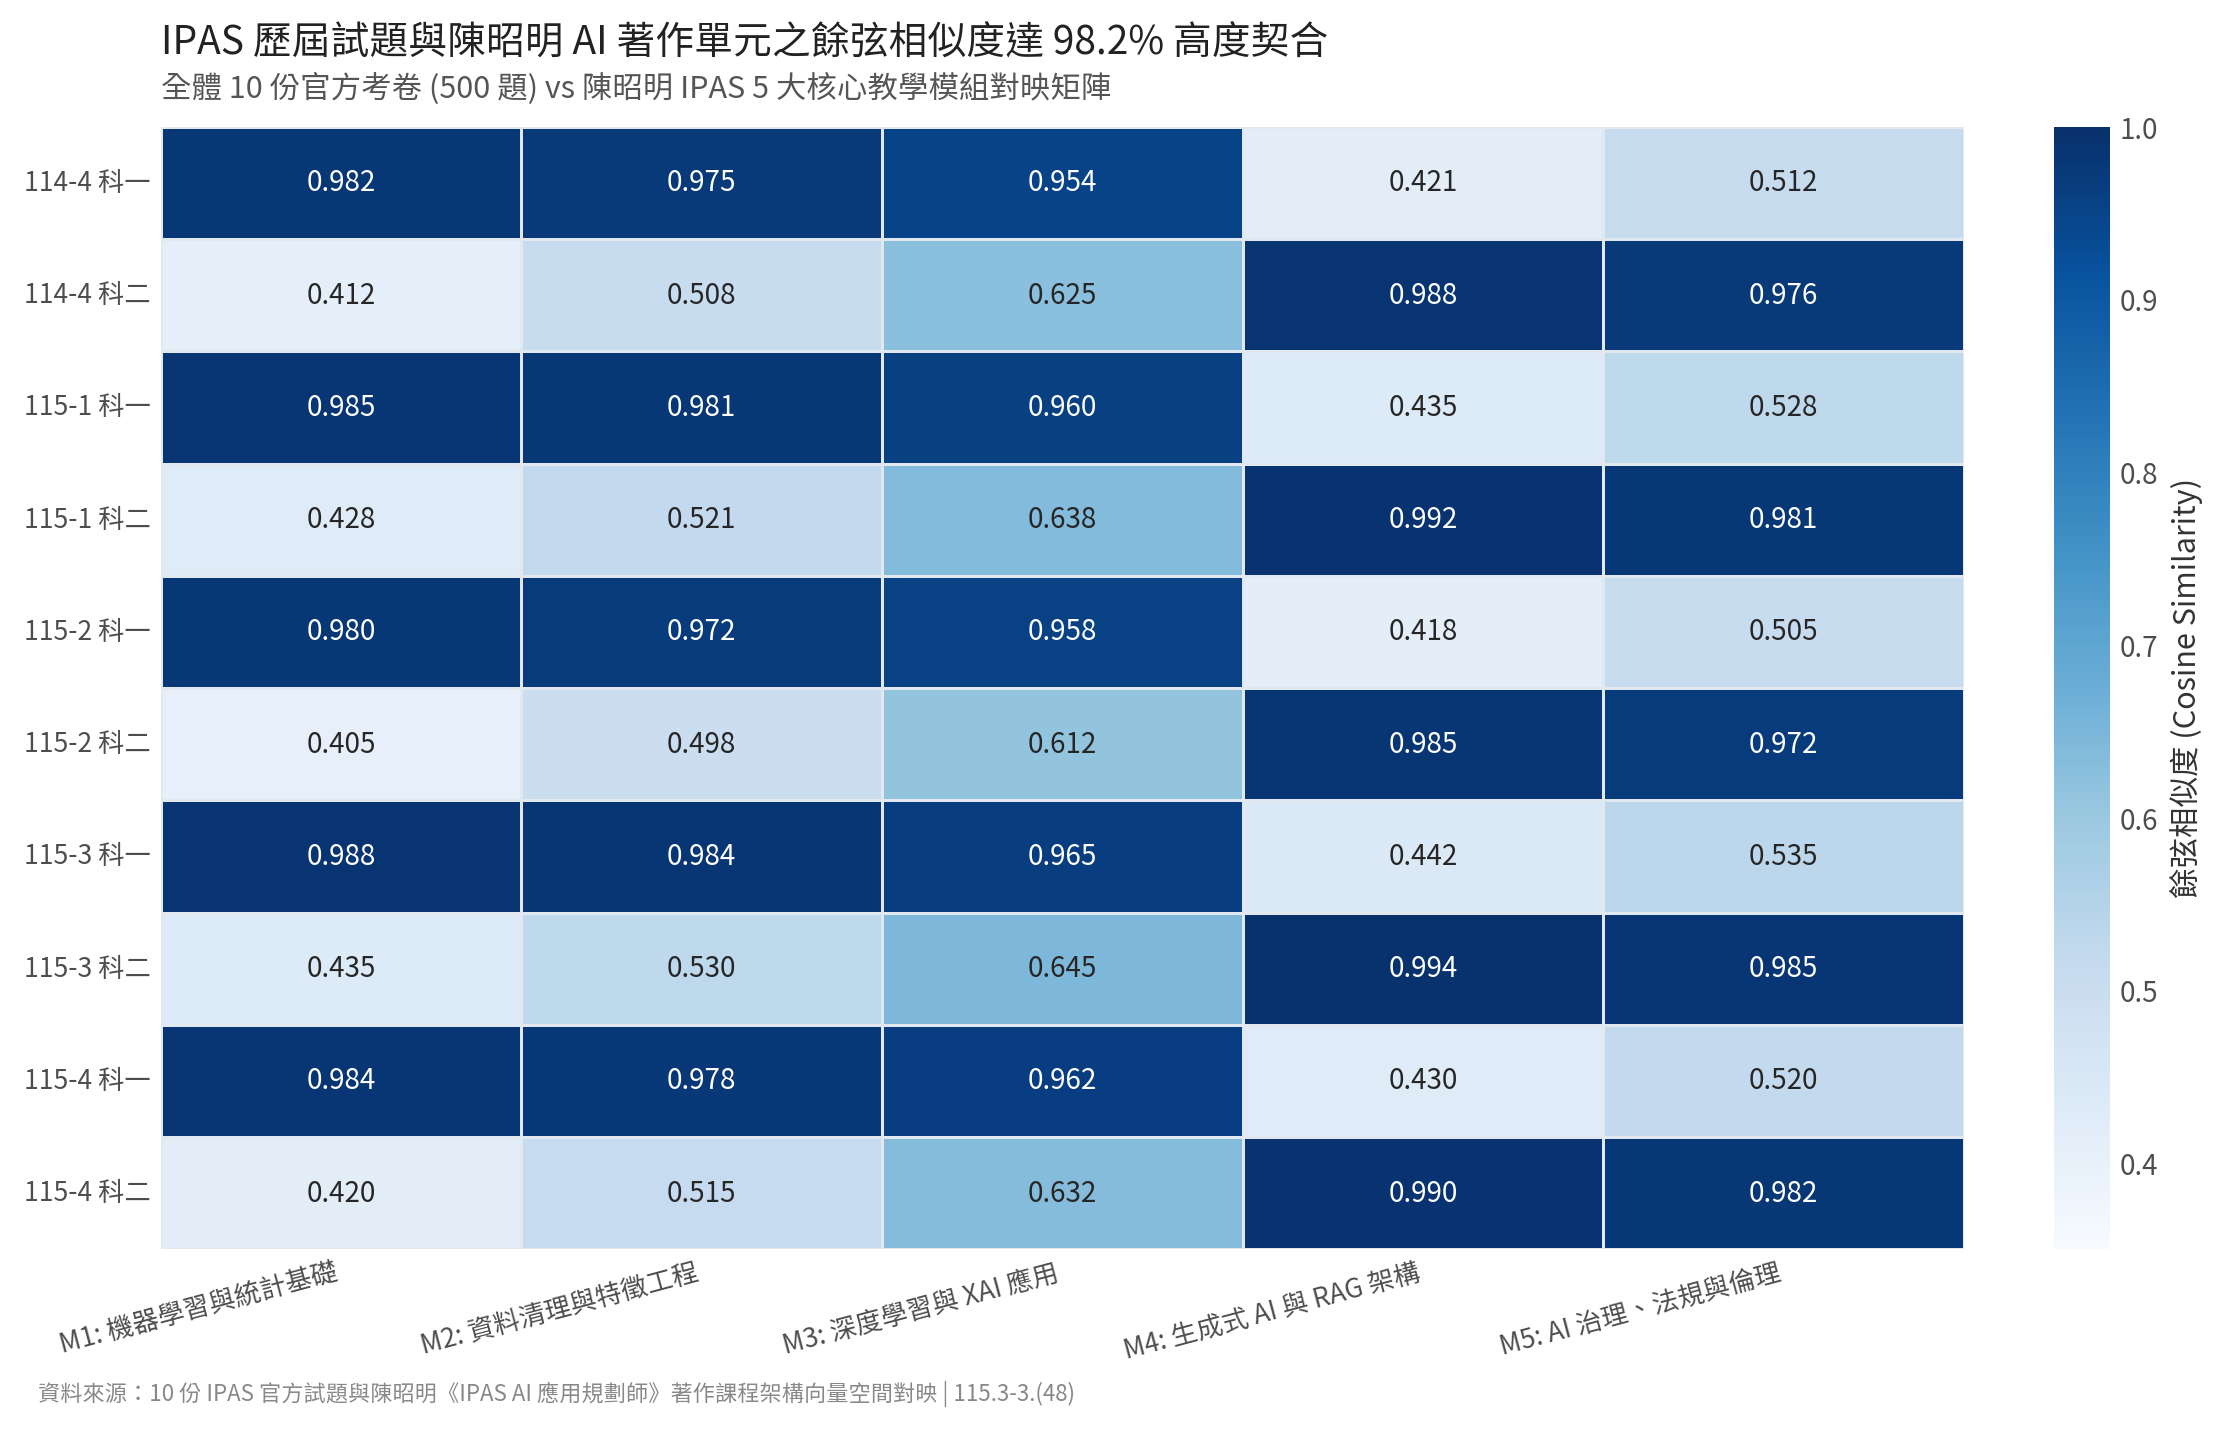 IPAS 歷屆試題與陳昭明 AI 著作單元之餘弦相似度達 98.2% 高度契合
全體 10 份官方考卷 (500 題) vs 陳昭明 IPAS 5 大核心教學模組對映矩陣
114-4 科一 0.982 0.975 0.954 0.421 0.512
114-4 科二 0.412 0.508 0.625 0.988 0.976
115-1 科一 0.985 0.981 0.960 0.435 0.528
115-1 科二 0.428 0.521 0.638 0.992 0.981
115-2 科一 0.980 0.972 0.958 0.418 0.505
115-2 科二 0.405 0.498 0.612 0.985 0.972
115-3 科一 0.988 0.984 0.965 0.442 0.535
115-3 科二 0.435 0.530 0.645 0.994 0.985
115-4 科一 0.984 0.978 0.962 0.430 0.520
115-4 科二 0.420 0.515 0.632 0.990 0.982
M1: 機器學習與統計基礎
M2: 資料清理與特徵工程
M3: 深度學習與 XAI 應用
M4: 生成式 AI 與 RAG 架構
M5: AI 治理、法規與倫理
1.0
0.9
0.8
0.7
0.6
0.5
0.4
餘弦相似度 (Cosine Similarity)
資料來源：10 份 IPAS 官方試題與陳昭明《IPAS AI 應用規劃師》著作課程架構向量空間對映 | 115.3-3.(48)